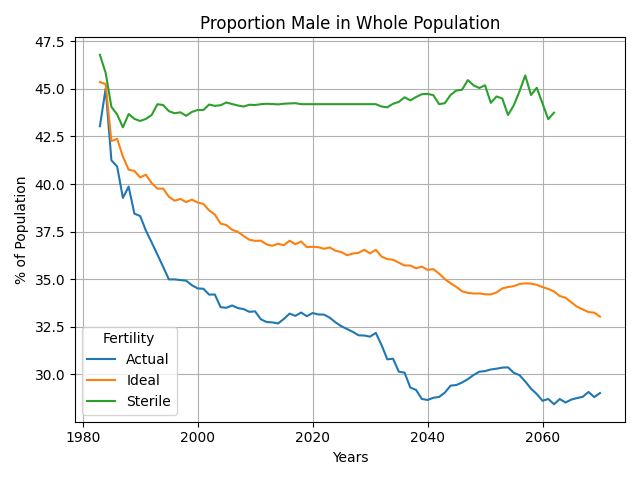 Proportion Male in Whole Population
% of Population
47.5
45.0
42.5
40.0
37.5
35.0
32.5
30.0
Fertility
Actual
Ideal
Sterile
1980
2000
2020
2040
2060
Years